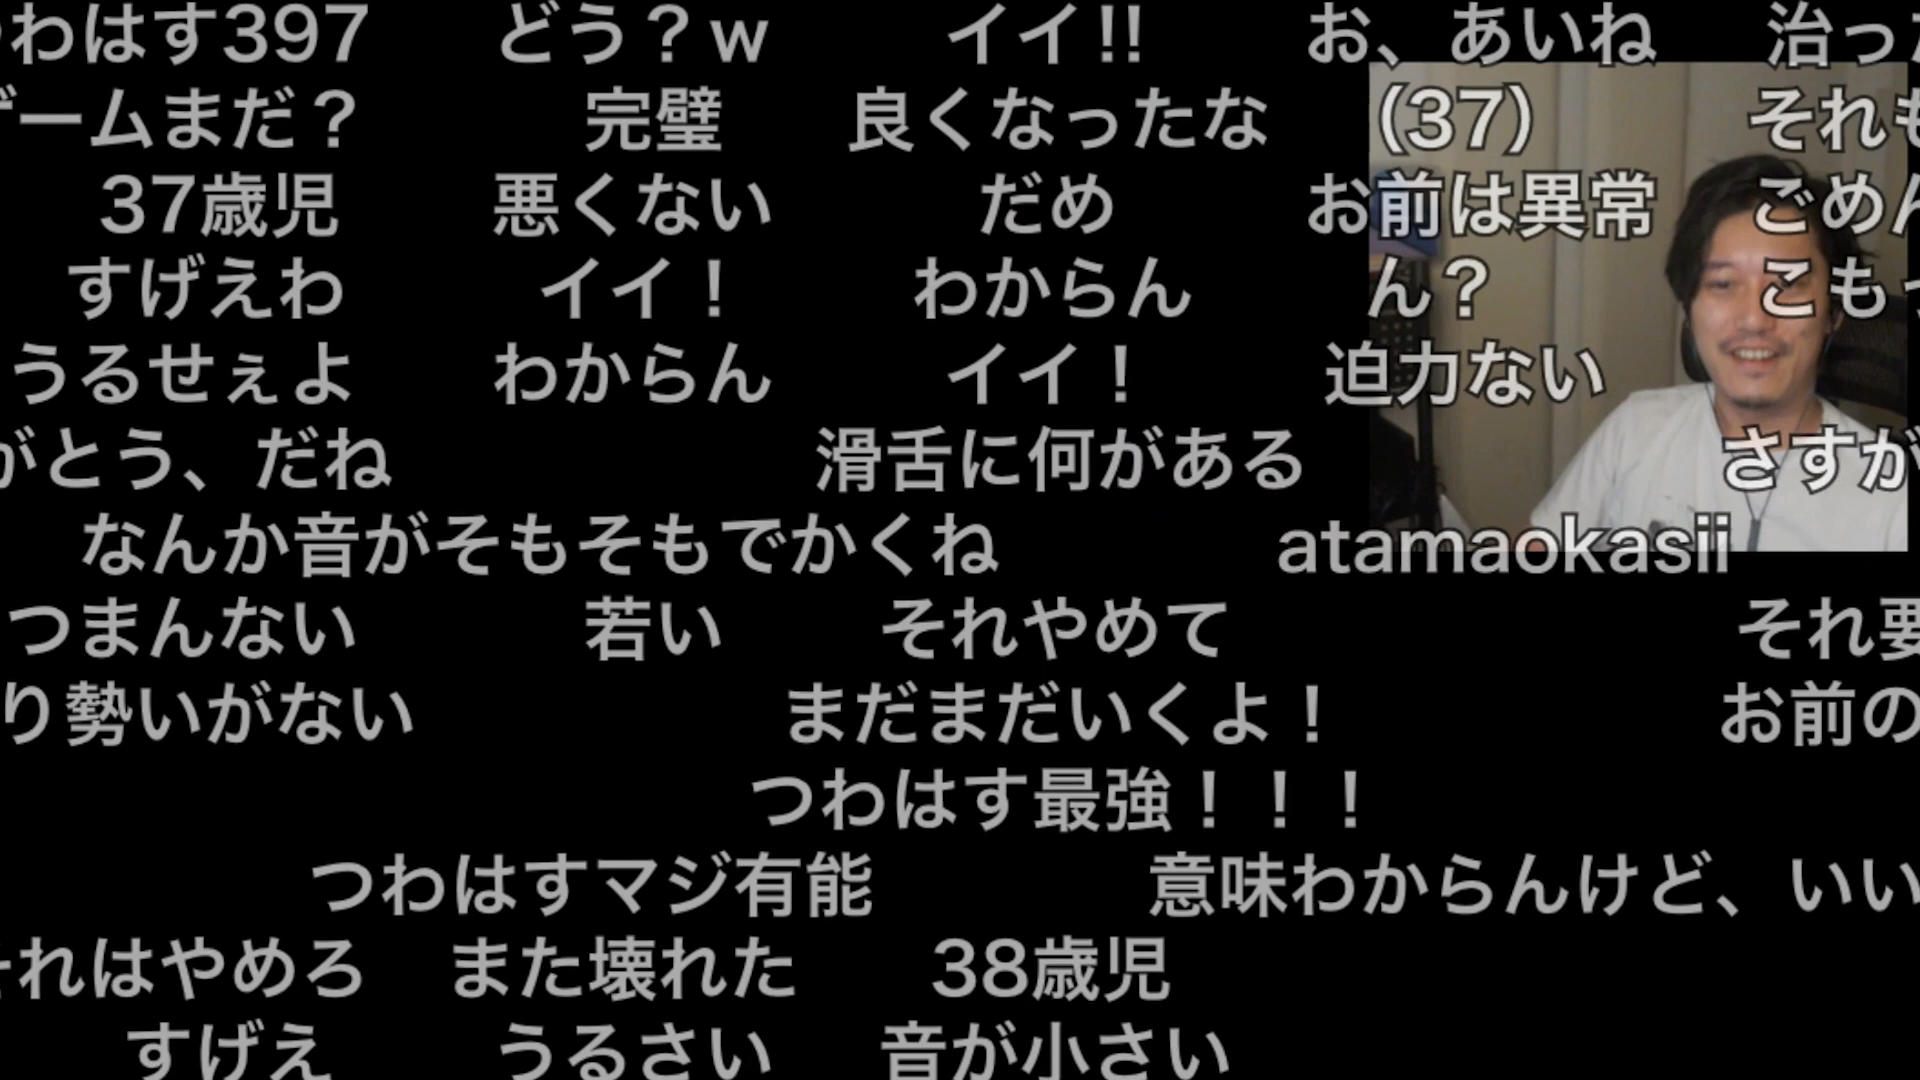 わはす397 どう？w イイ!! お、あいね 治っ
ームまだ？ 完璧 良くなったな (37) それも
37歳児 悪くない だめ お前は異常 ごめん
すげえわ イイ！ わからん ん？ こもっ
うるせぇよ わからん イイ！ 迫力ない
がとう、だね 滑舌に何がある さすが
なんか音がそもそもでかくね atamaokasii
つまんない 若い それやめて それ要
り勢いがない まだまだいくよ！ お前の
つわはす最強！！！
つわはすマジ有能 意味わからんけど、いい
れはやめろ また壊れた 38歳児
すげえ うるさい 音が小さい